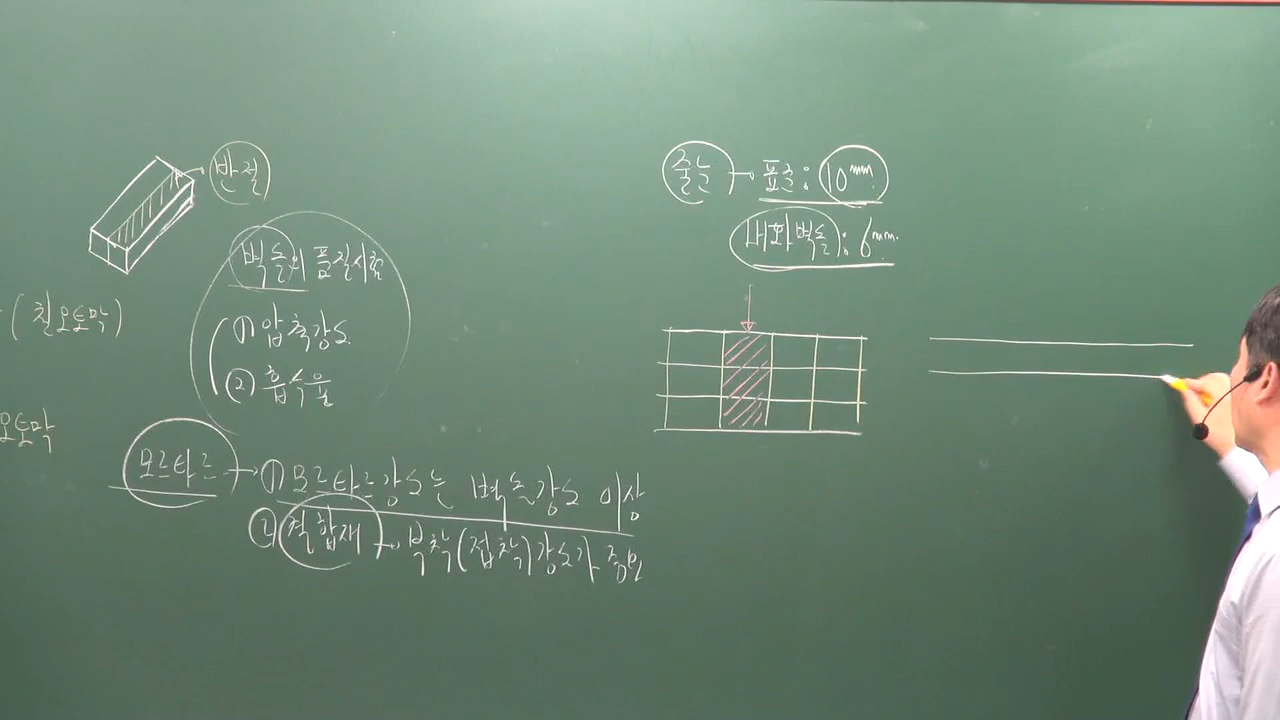 반절
벽돌의 품질시험
① 압축강도
② 흡수율
(칠오토막)
오토막
모르타르 → ① 모르타르강도는 벽돌강도 이상
② 적합재 → 부착(접착)강도가 중요
줄눈 → 표준: 10mm
내화벽돌: 6mm